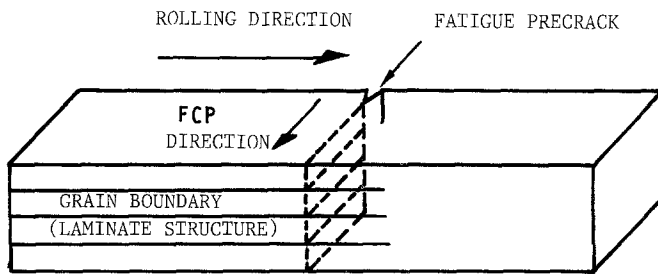 ROLLING DIRECTION
FATIGUE PRECRACK
FCP
DIRECTION
GRAIN BOUNDARY
(LAMINATE STRUCTURE)